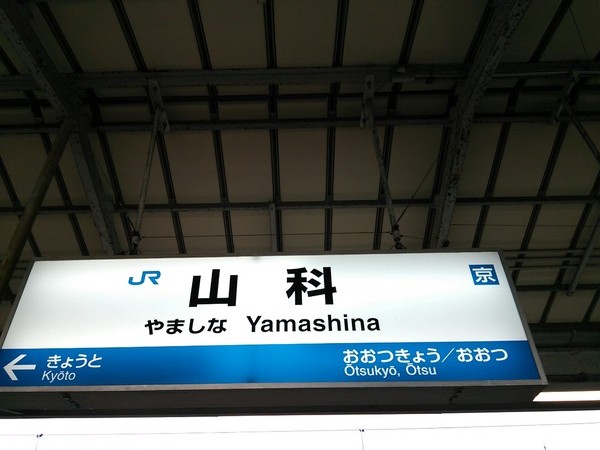 JR 山科 京
やましな Yamashina
← きょうと おおつきょう／おおつ
Kyōto Ōtsukyō, Ōtsu